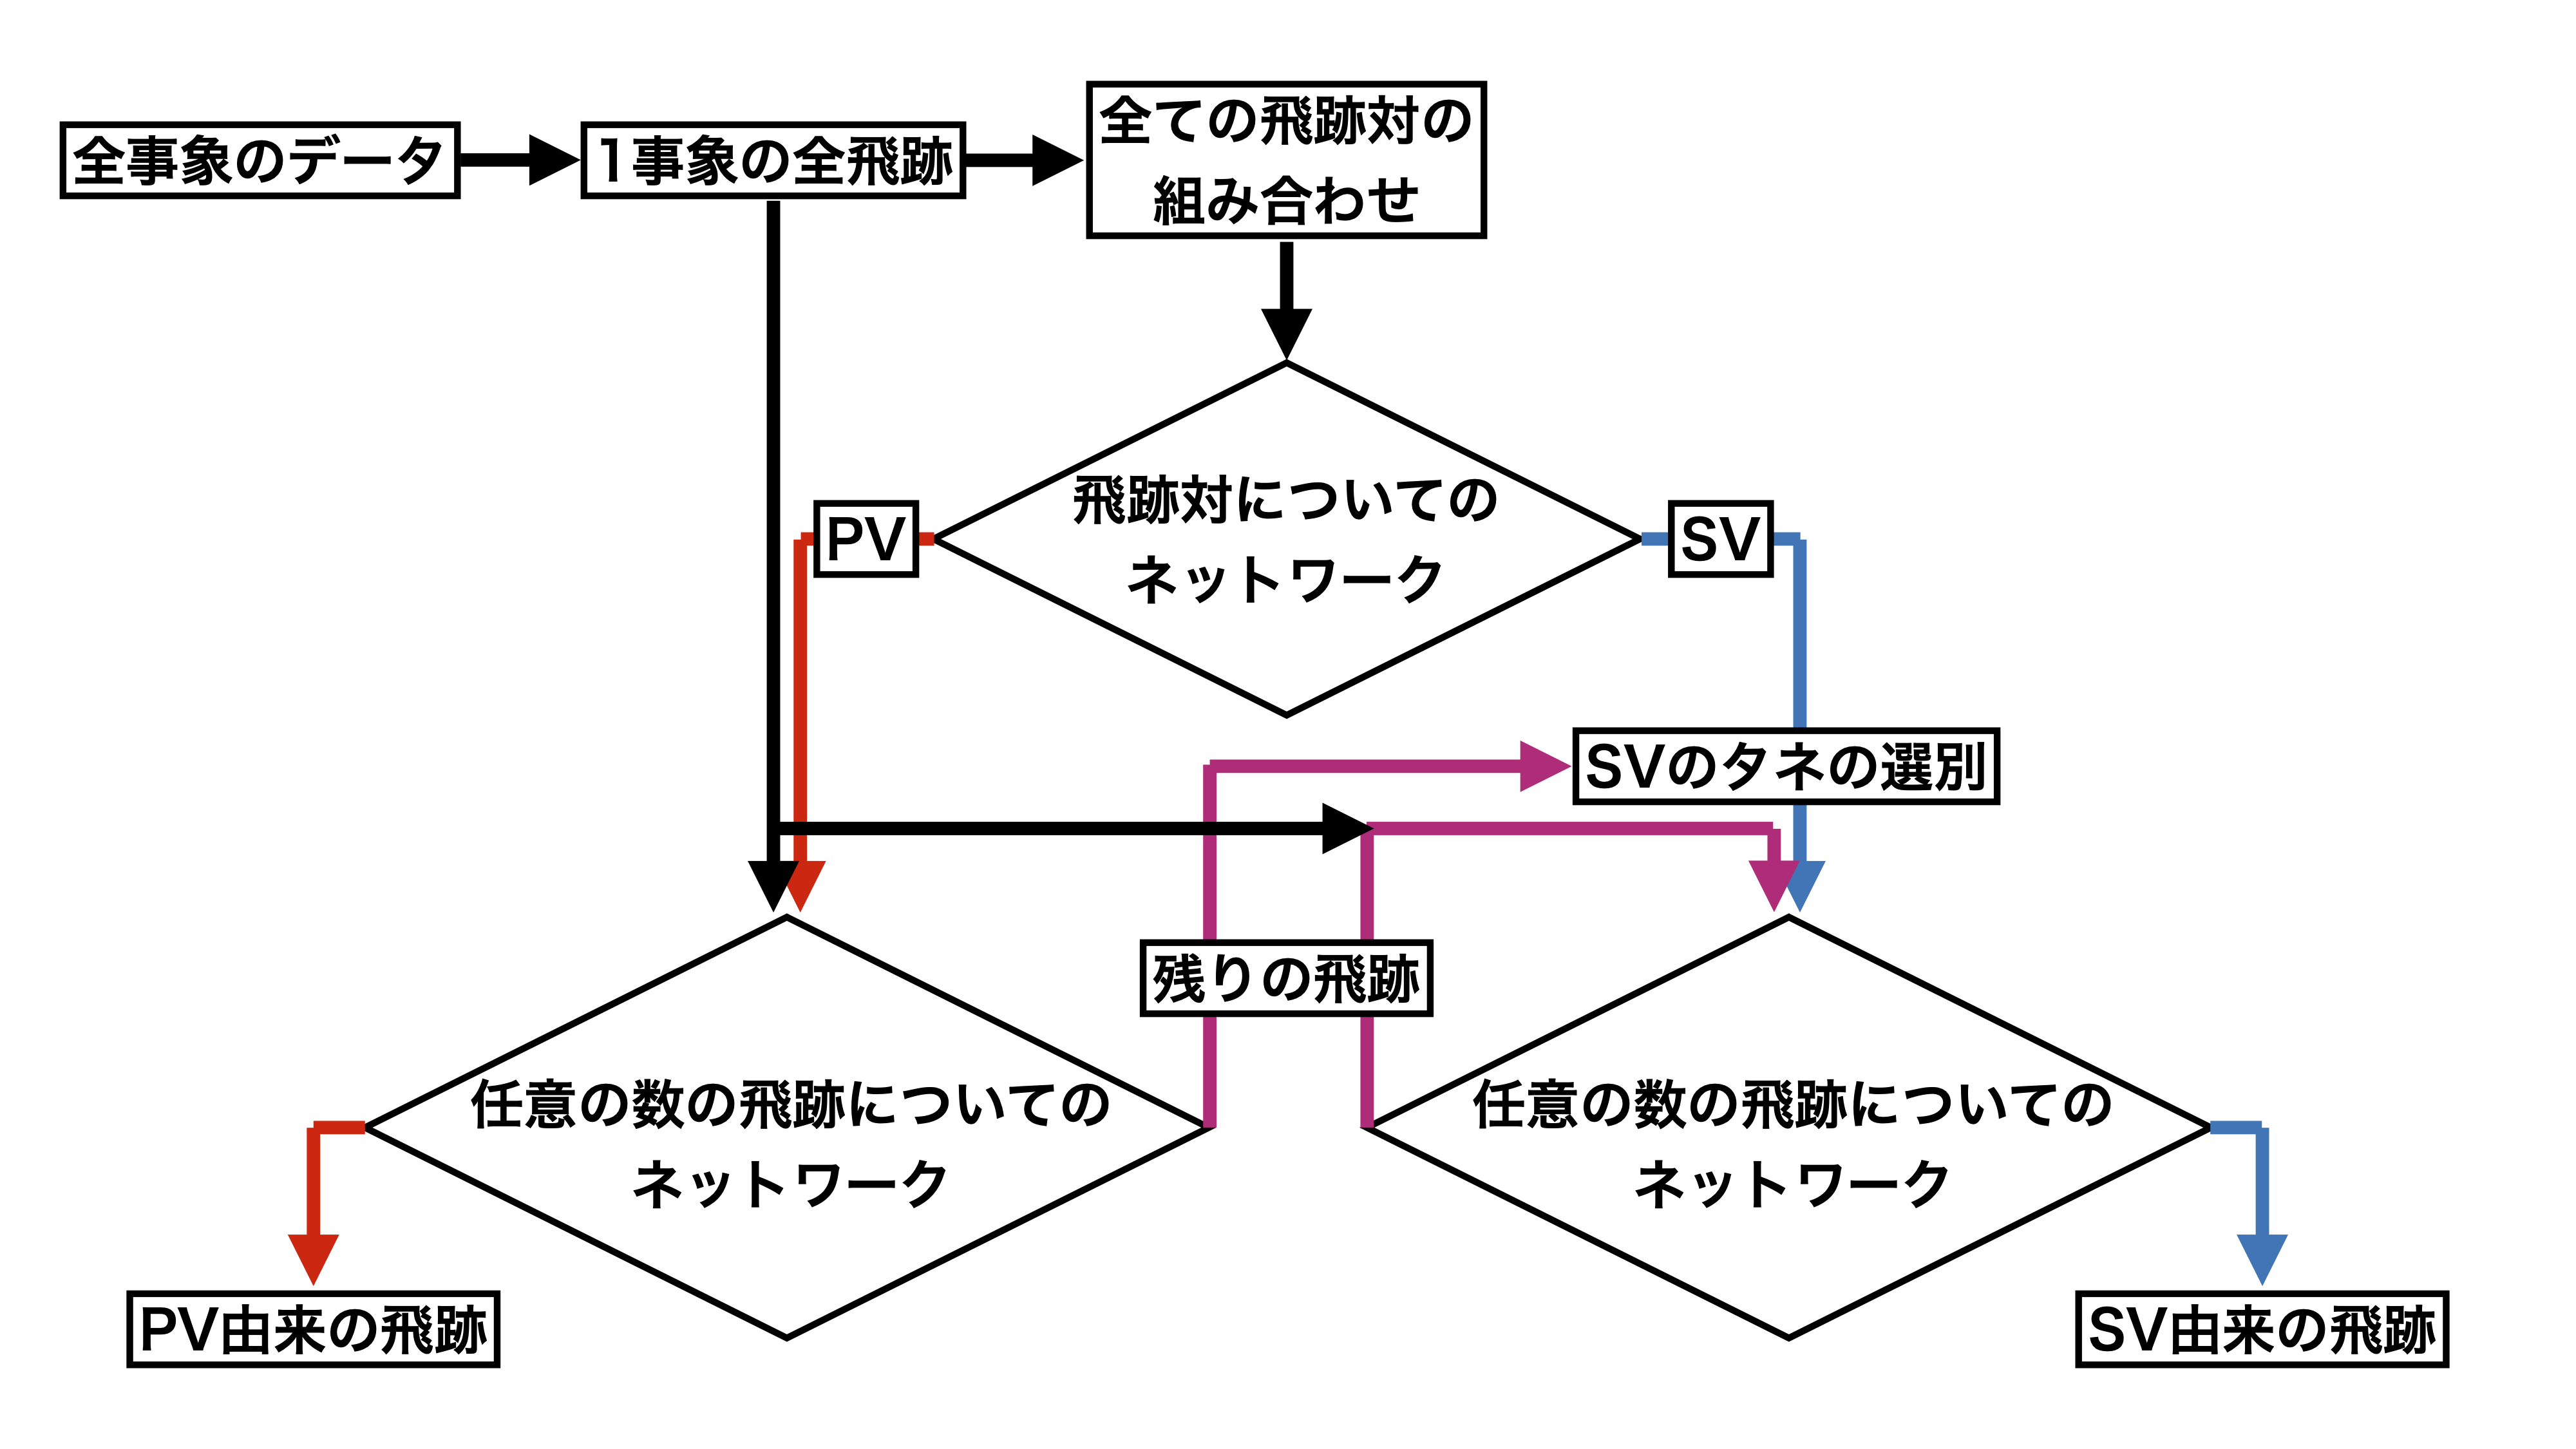 全事象のデータ
1事象の全飛跡
全ての飛跡対の
組み合わせ
飛跡対についての
ネットワーク
PV
SV
SVのタネの選別
残りの飛跡
任意の数の飛跡についての
ネットワーク
任意の数の飛跡についての
ネットワーク
PV由来の飛跡
SV由来の飛跡